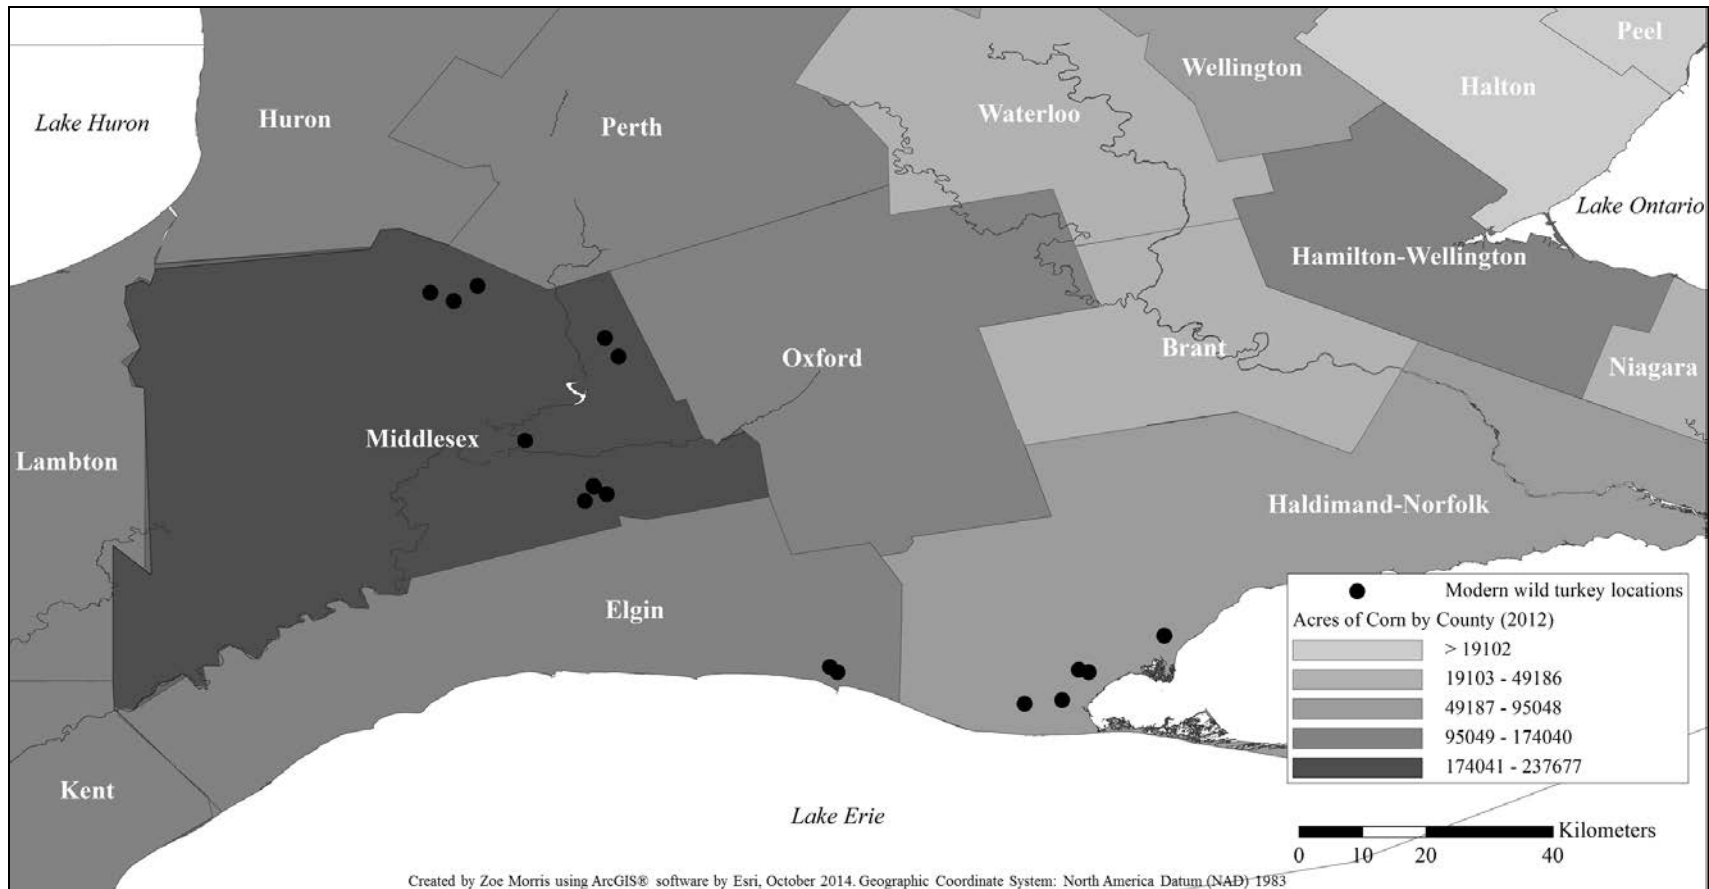 Peel
Wellington
Halton
Waterloo
Huron
Perth
Lake Huron
Lake Ontario
Hamilton-Wellington
Brant
Oxford
Niagara
Middlesex
Lambton
Haldimand-Norfolk
Elgin
Kent
Lake Erie
Modern wild turkey locations
Acres of Corn by County (2012)
> 19102
19103 - 49186
49187 - 95048
95049 - 174040
174041 - 237677
Kilometers
0 10 20 40
Created by Zoe Morris using ArcGIS® software by Esri, October 2014. Geographic Coordinate System: North America Datum (NAD) 1983